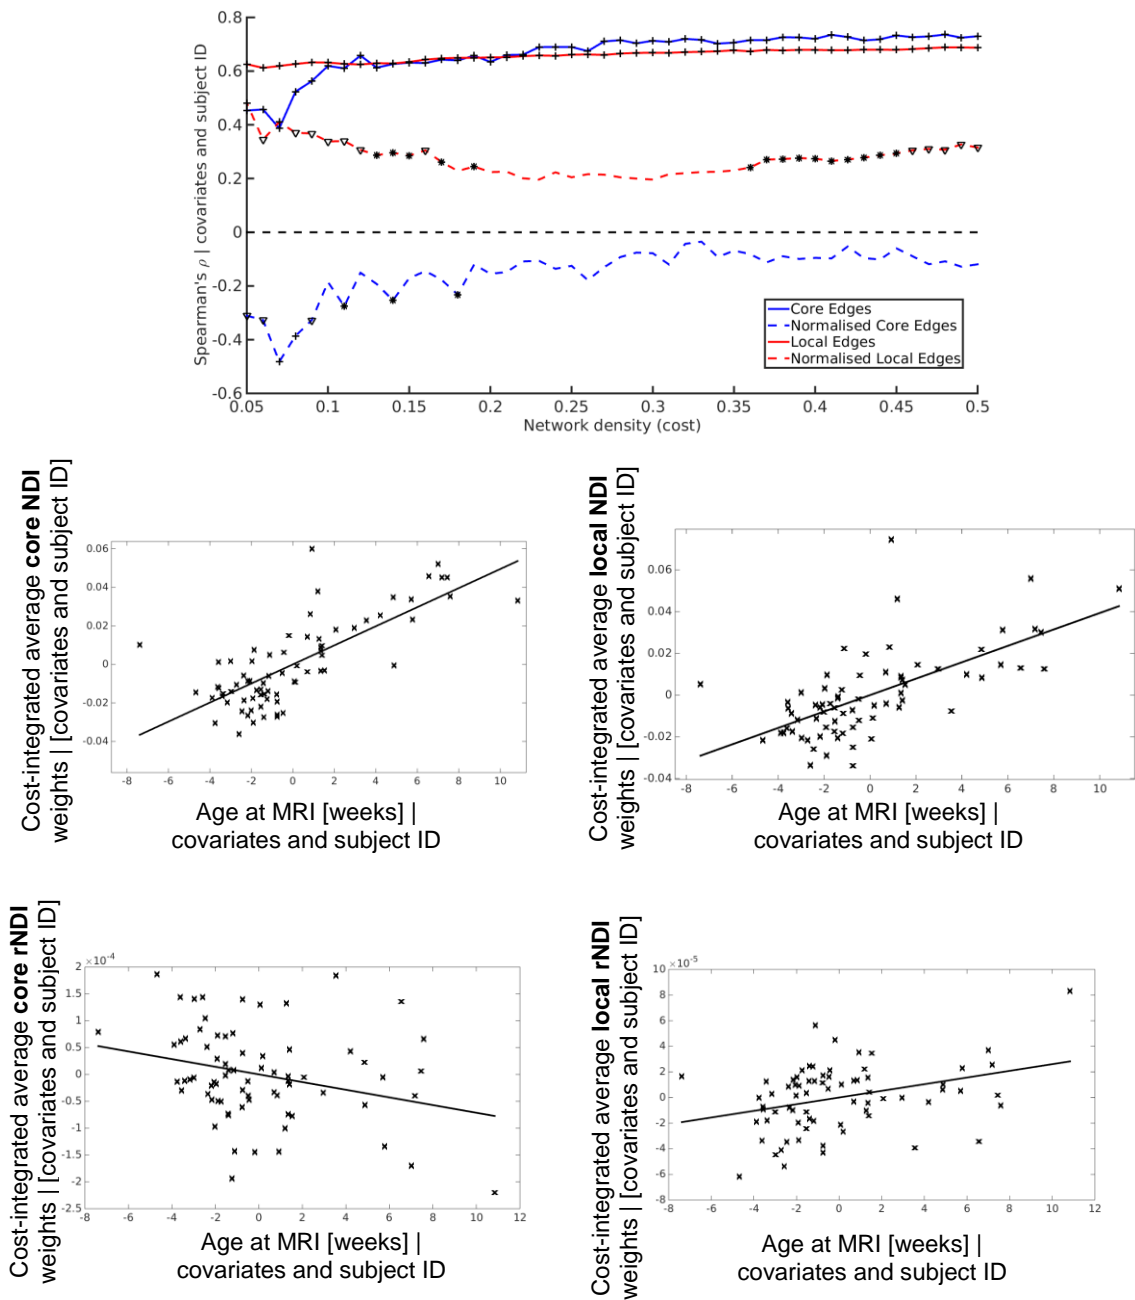 0.8
0.6
0.4
0.2
0
-0.2
-0.4
-0.6
Spearman's ρ | covariates and subject ID
0.05 0.1 0.15 0.2 0.25 0.3 0.35 0.4 0.45 0.5
Network density (cost)
Core Edges
Normalised Core Edges
Local Edges
Normalised Local Edges
Cost-integrated average core NDI
weights | [covariates and subject ID]
0.06
0.04
0.02
0
-0.02
-0.04
-8 -6 -4 -2 0 2 4 6 8 10
Age at MRI [weeks] |
covariates and subject ID
Cost-integrated average local NDI
weights | [covariates and subject ID]
0.06
0.04
0.02
0
-0.02
-0.04
-8 -6 -4 -2 0 2 4 6 8 10
Age at MRI [weeks] |
covariates and subject ID
Cost-integrated average core rNDI
weights | [covariates and subject ID]
×10-4
2
1.5
1
0.5
0
-0.5
-1
-1.5
-2
-2.5
-8 -6 -4 -2 0 2 4 6 8 10 12
Age at MRI [weeks] |
covariates and subject ID
Cost-integrated average local rNDI
weights | [covariates and subject ID]
×10-5
10
8
6
4
2
0
-2
-4
-6
-8
-8 -6 -4 -2 0 2 4 6 8 10 12
Age at MRI [weeks] |
covariates and subject ID